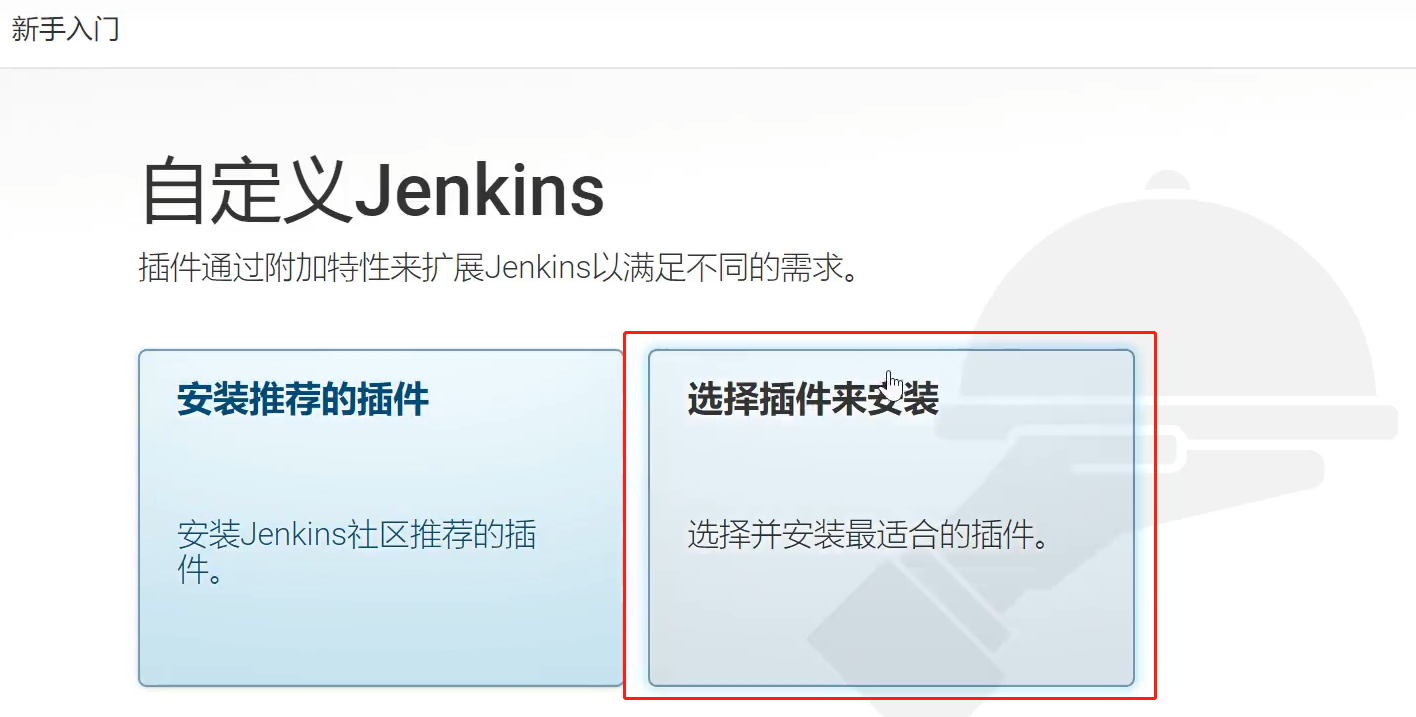 新手入门
自定义Jenkins
插件通过附加特性来扩展Jenkins以满足不同的需求。
安装推荐的插件
安装Jenkins社区推荐的插
件。
选择插件来安装
选择并安装最适合的插件。